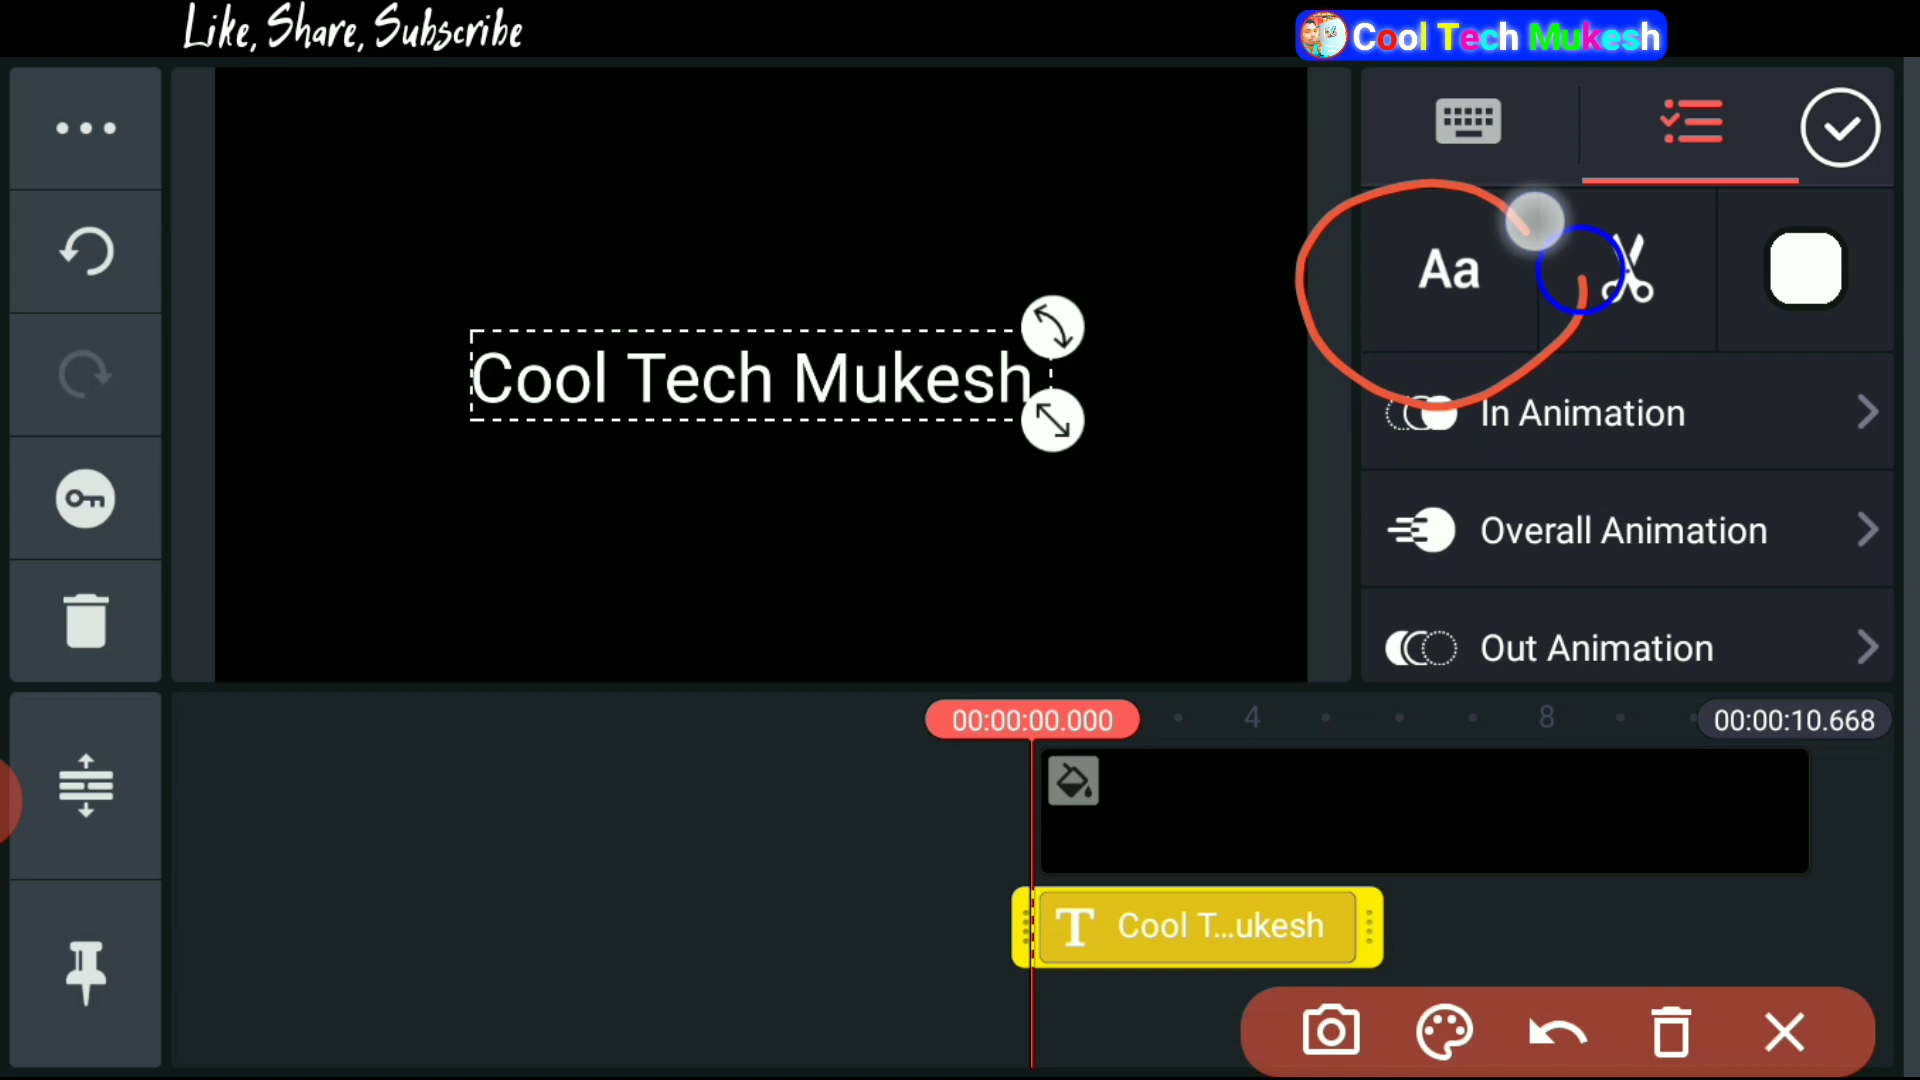 Like, Share, Subscribe
Cool Tech Mukesh
Aa
Cool Tech Mukesh
In Animation
Overall Animation
Out Animation
00:00:00.000
4
8
00:00:10.668
T Cool T...ukesh